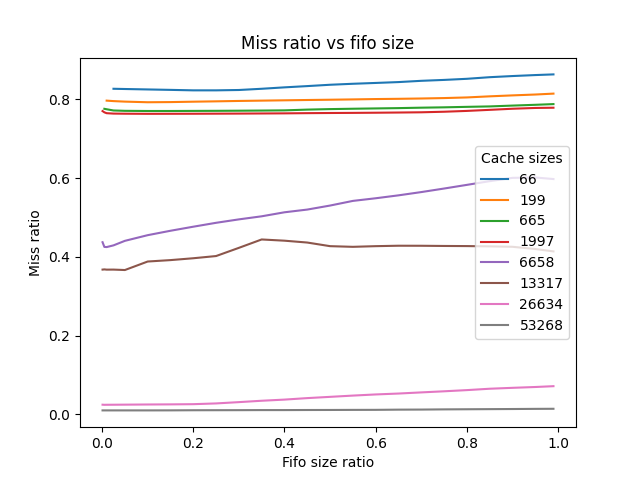 Miss ratio vs fifo size
Miss ratio
0.8
0.6
0.4
0.2
0.0
Cache sizes
66
199
665
1997
6658
13317
26634
53268
0.0 0.2 0.4 0.6 0.8 1.0
Fifo size ratio